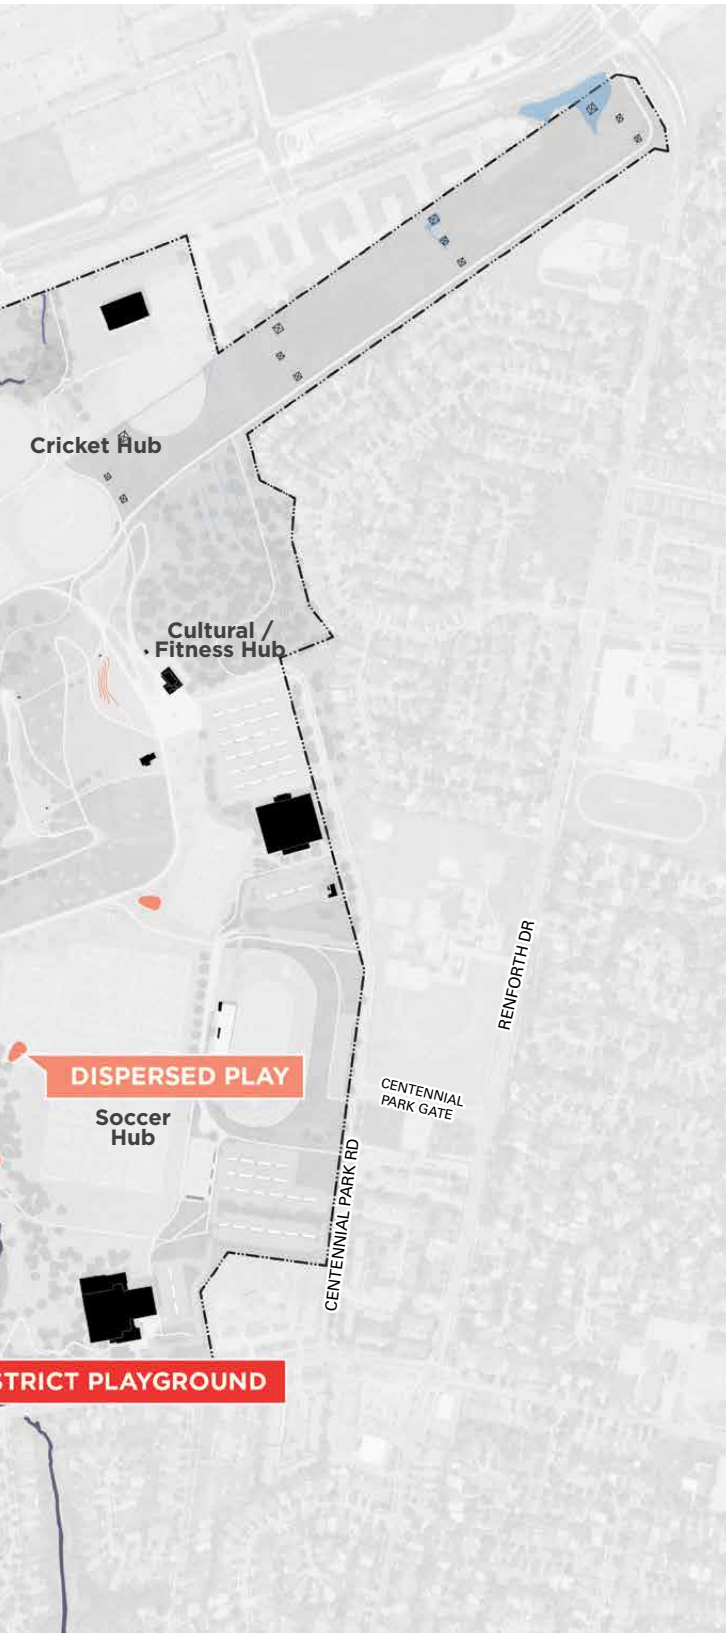 Cricket Hub
Cultural /
Fitness Hub
RENFORTH DR
DISPERSED PLAY
CENTENNIAL
PARK GATE
Soccer
Hub
CENTENNIAL PARK RD
STRICT PLAYGROUND